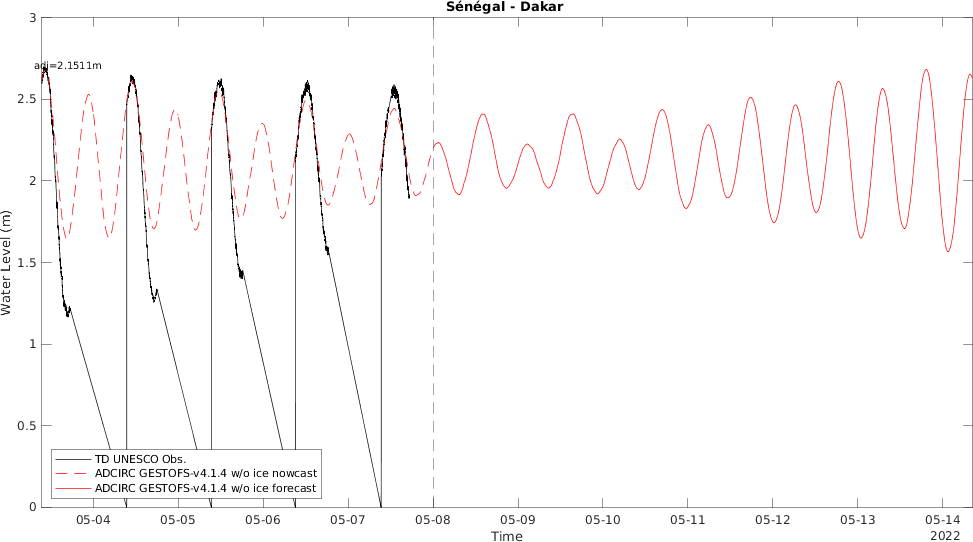 Sénégal - Dakar
adj=2.1511m
Water Level (m)
3
2.5
2
1.5
1
0.5
0
TD UNESCO Obs.
ADCIRC GESTOFS-v4.1.4 w/o ice nowcast
ADCIRC GESTOFS-v4.1.4 w/o ice forecast
05-04 05-05 05-06 05-07 05-08 05-09 05-10 05-11 05-12 05-13 05-14
Time
2022